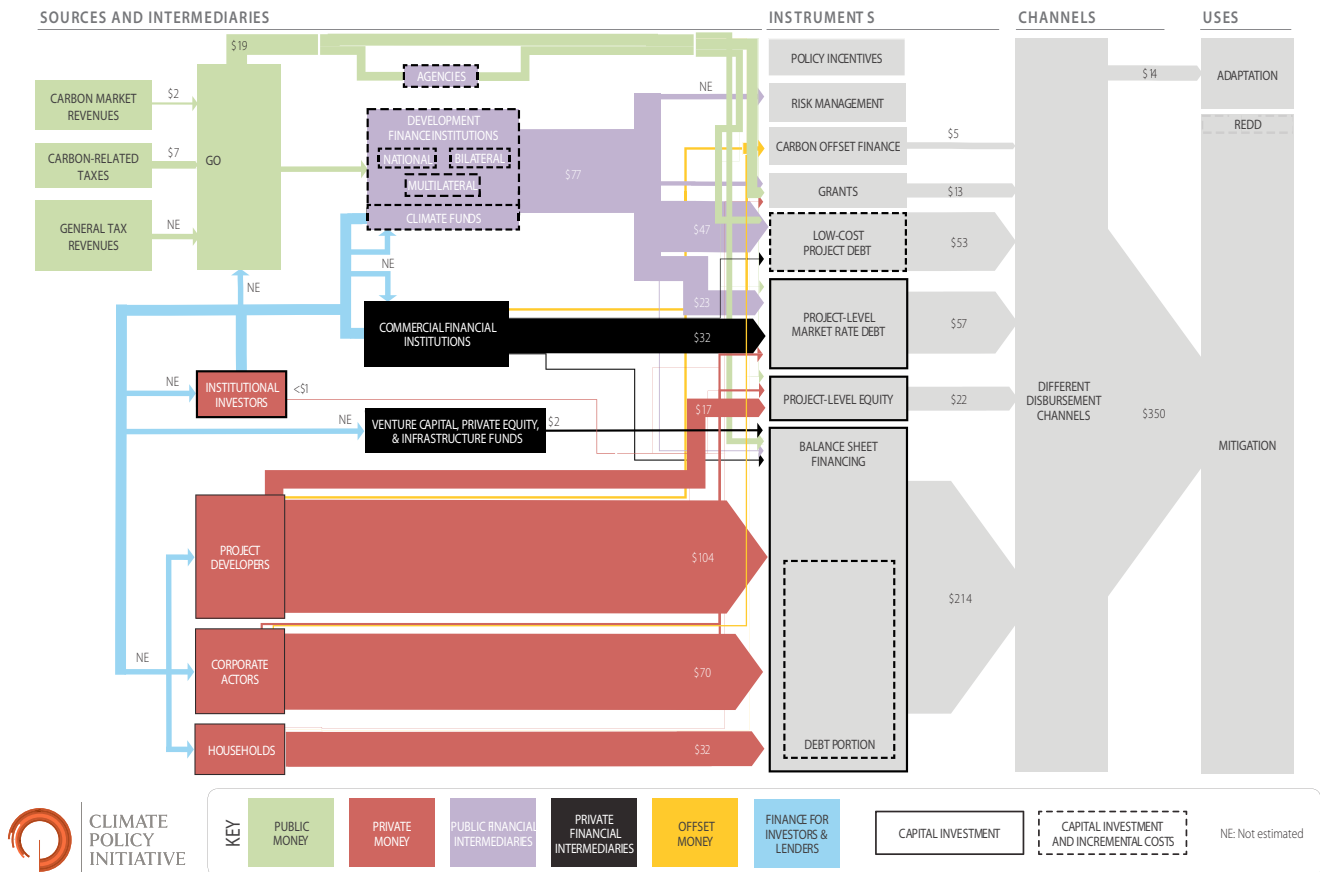 SOURCES AND INTERMEDIARIES
INSTRUMENTS
CHANNELS
USES
$19
AGENCIES
CARBON MARKET
REVENUES
$2
CARBON-RELATED
TAXES
$7
GENERAL TAX
REVENUES
NE
GO
DEVELOPMENT
FINANCE INSTITUTIONS
NATIONAL
BILATERAL
MULTILATERAL
CLIMATE FUNDS
$77
NE
$47
$23
NE
NE
COMMERCIAL FINANCIAL
INSTITUTIONS
$32
NE
INSTITUTIONAL
INVESTORS
<$1
NE
VENTURE CAPITAL, PRIVATE EQUITY,
& INFRASTRUCTURE FUNDS
$2
$17
PROJECT
DEVELOPERS
$104
NE
CORPORATE
ACTORS
$70
HOUSEHOLDS
$32
POLICY INCENTIVES
RISK MANAGEMENT
CARBON OFFSET FINANCE
$5
GRANTS
$13
LOW-COST
PROJECT DEBT
$53
PROJECT-LEVEL
MARKET RATE DEBT
$57
PROJECT-LEVEL EQUITY
$22
BALANCE SHEET
FINANCING
$214
DEBT PORTION
DIFFERENT
DISBURSEMENT
CHANNELS
$14
$350
ADAPTATION
REDD
MITIGATION
CLIMATE
POLICY
INITIATIVE
KEY
PUBLIC
MONEY
PRIVATE
MONEY
PUBLIC FINANCIAL
INTERMEDIARIES
PRIVATE
FINANCIAL
INTERMEDIARIES
OFFSET
MONEY
FINANCE FOR
INVESTORS &
LENDERS
CAPITAL INVESTMENT
CAPITAL INVESTMENT
AND INCREMENTAL COSTS
NE: Not estimated